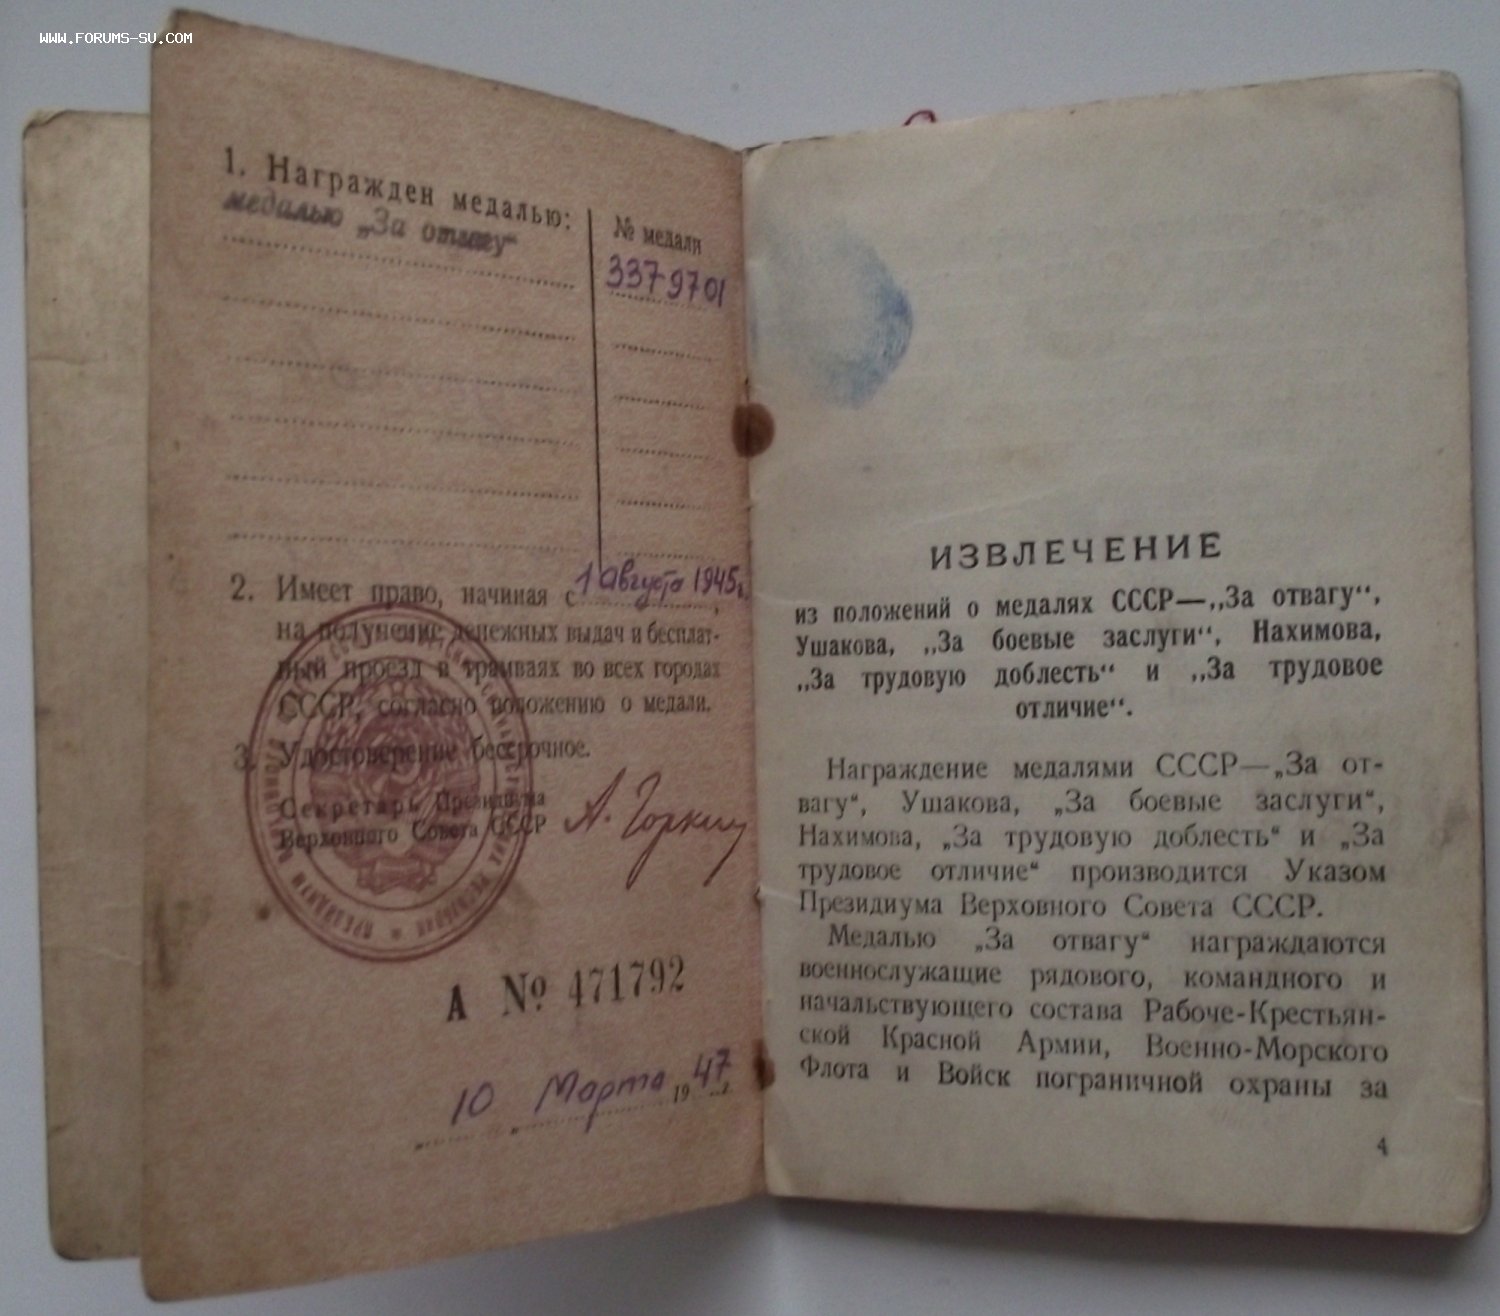 www.FORUMS-SU.COM
1. Награжден медалью:
№ медали
медалью „За отвагу“
3379701
2. Имеет право, начиная с 1 августа 1945г.,
на получение денежных выдач и бесплат-
ный проезд в трамваях во всех городах
СССР, согласно положению о медали.
3. Удостоверение бессрочное.
Секретарь Президиума
Верховного Совета СССР
А. Горкин
А № 471792
10 Марта 1947 г.
ИЗВЛЕЧЕНИЕ
из положений о медалях СССР—„За отвагу“,
Ушакова, „За боевые заслуги“, Нахимова,
„За трудовую доблесть“ и „За трудовое
отличие“.
Награждение медалями СССР—„За от-
вагу“, Ушакова, „За боевые заслуги“,
Нахимова, „За трудовую доблесть“ и „За
трудовое отличие“ производится Указом
Президиума Верховного Совета СССР.
Медалью „За отвагу“ награждаются
военнослужащие рядового, командного и
начальствующего состава Рабоче-Крестьян-
ской Красной Армии, Военно-Морского
Флота и Войск пограничной охраны за
4